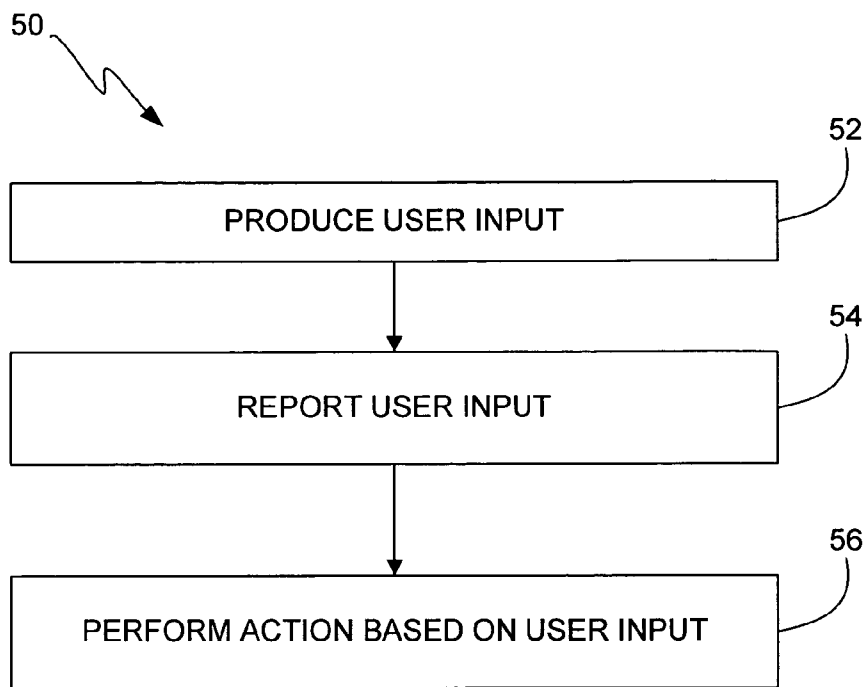 50
52
PRODUCE USER INPUT
54
REPORT USER INPUT
56
PERFORM ACTION BASED ON USER INPUT